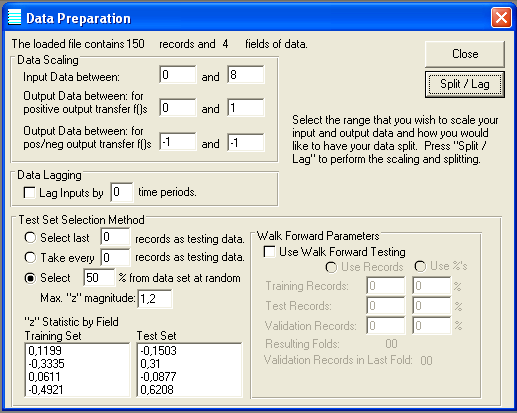 Data Preparation
The loaded file contains 150 records and 4 fields of data.
Close
Split / Lag
Data Scaling
Input Data between: 0 and 8
Output Data between: for
positive output transfer f()s 0 and 1
Output Data between: for
pos/neg output transfer f()s -1 and -1
Select the range that you wish to scale your
input and output data and how you would
like to have your data split. Press "Split /
Lag" to perform the scaling and splitting.
Data Lagging
Lag Inputs by 0 time periods.
Test Set Selection Method
Select last 0 records as testing data.
Take every 0 records as testing data.
Select 50 % from data set at random
Max. "z" magnitude: 1,2
"z" Statistic by Field
Training Set
0,1199
-0,3335
0,0611
-0,4921
Test Set
-0,1503
0,31
-0,0877
0,6208
Walk Forward Parameters
Use Walk Forward Testing
Use Records Use %'s
Training Records: 0 0 %
Test Records: 0 0 %
Validation Records: 0 0 %
Resulting Folds: 00
Validation Records in Last Fold: 00